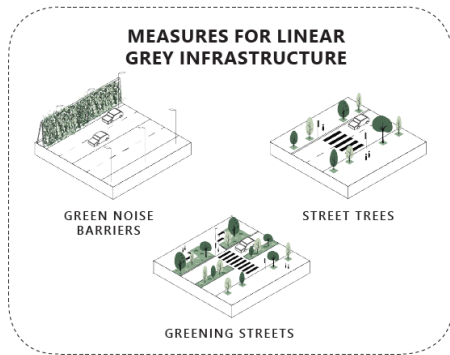 MEASURES FOR LINEAR
GREY INFRASTRUCTURE
GREEN NOISE
BARRIERS
STREET TREES
GREENING STREETS